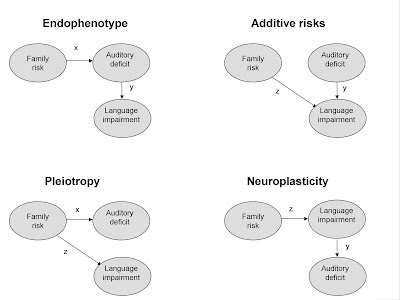 Endophenotype
Family
risk
x
Auditory
deficit
y
Language
impairment
Additive risks
Family
risk
Auditory
deficit
z
y
Language
impairment
Pleiotropy
Family
risk
x
Auditory
deficit
z
Language
impairment
Neuroplasticity
Family
risk
z
Language
impairment
y
Auditory
deficit